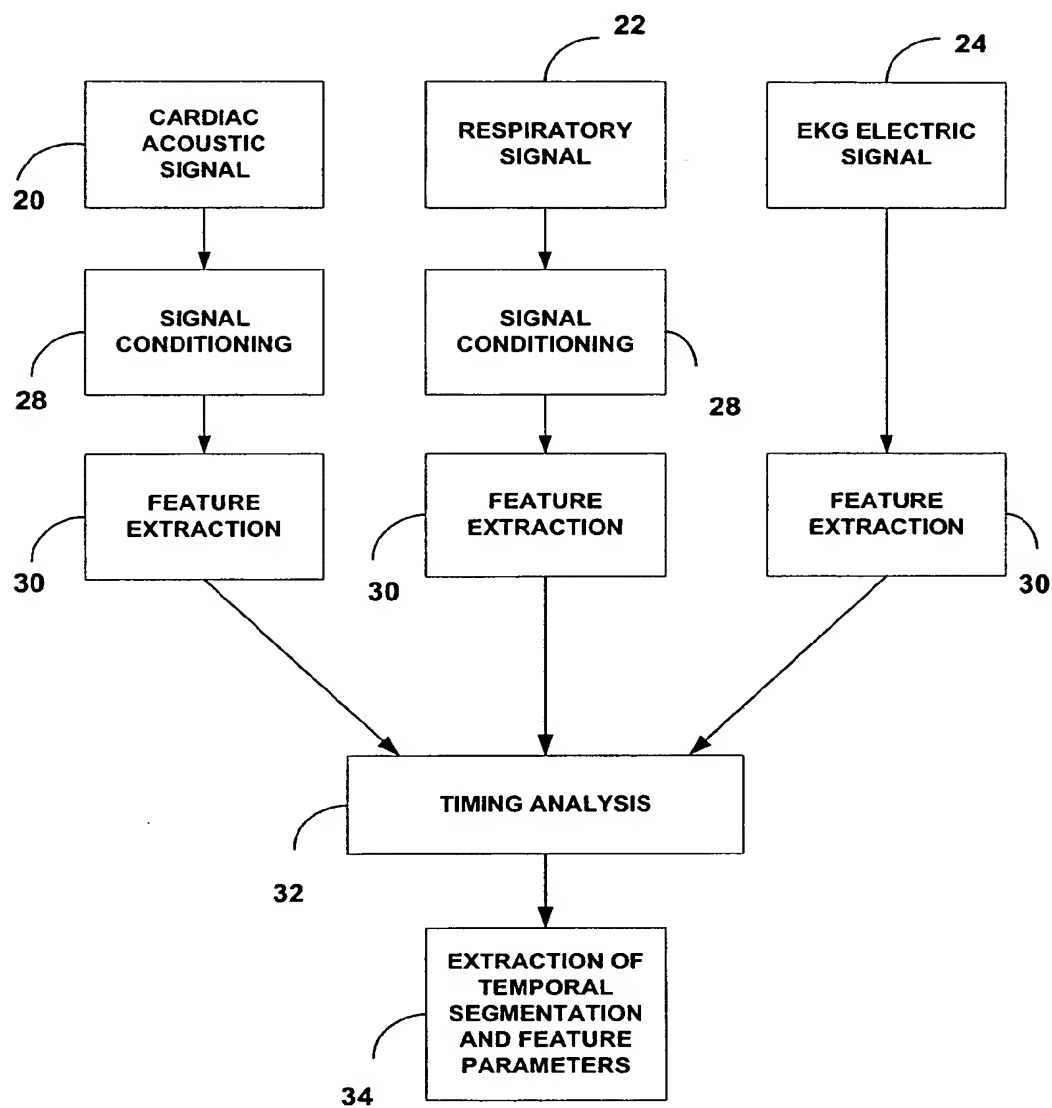 22
24
CARDIAC
ACOUSTIC
SIGNAL
RESPIRATORY
SIGNAL
EKG ELECTRIC
SIGNAL
20
SIGNAL
CONDITIONING
SIGNAL
CONDITIONING
28
28
FEATURE
EXTRACTION
FEATURE
EXTRACTION
FEATURE
EXTRACTION
30
30
30
TIMING ANALYSIS
32
EXTRACTION OF
TEMPORAL
SEGMENTATION
AND FEATURE
PARAMETERS
34